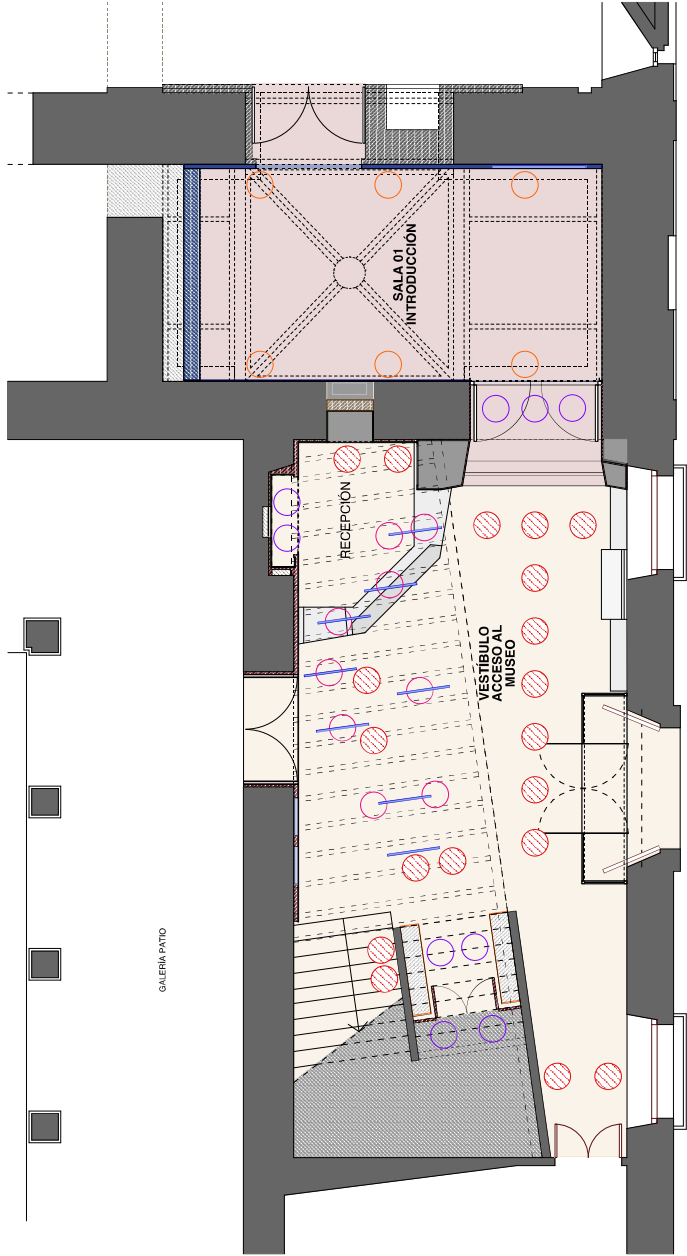 SALA 01
INTRODUCCIÓN
RECEPCIÓN
VESTÍBULO
ACCESO AL
MUSEO
GALERÍA PATIO